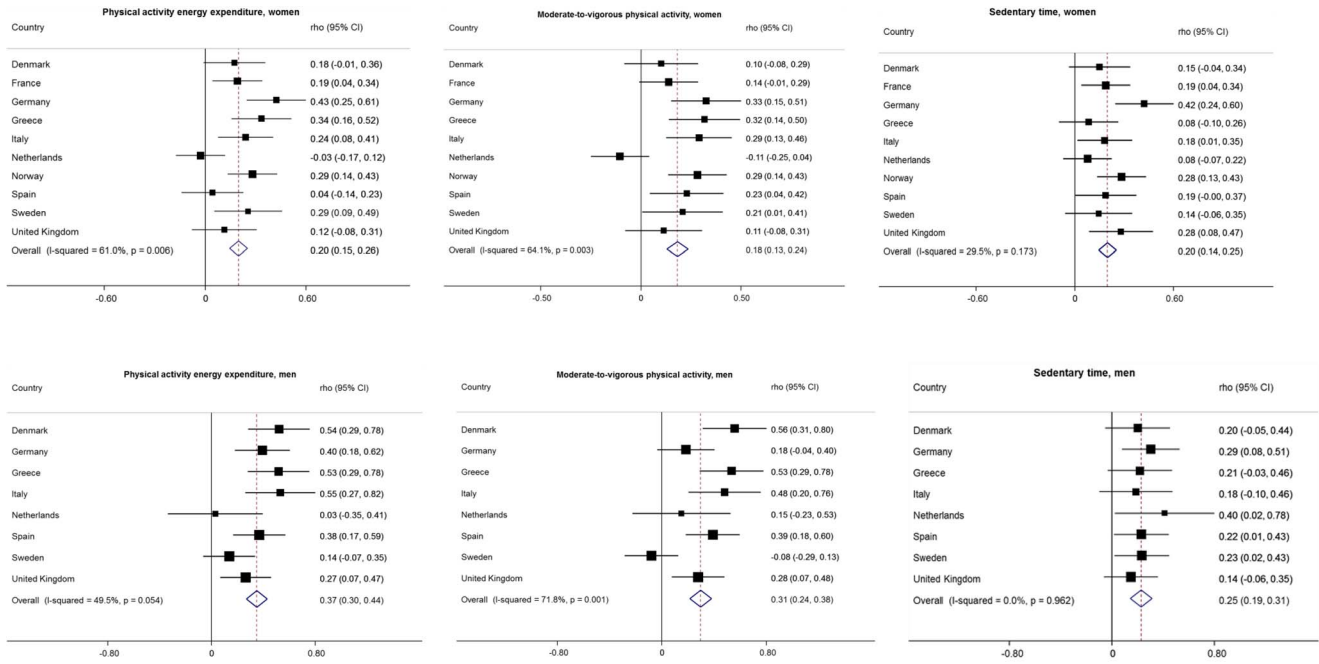 Physical activity energy expenditure, women
Country rho (95% CI)
Denmark 0.18 (-0.01, 0.36)
France 0.19 (0.04, 0.34)
Germany 0.43 (0.25, 0.61)
Greece 0.34 (0.16, 0.52)
Italy 0.24 (0.08, 0.41)
Netherlands -0.03 (-0.17, 0.12)
Norway 0.29 (0.14, 0.43)
Spain 0.04 (-0.14, 0.23)
Sweden 0.29 (0.09, 0.49)
United Kingdom 0.12 (-0.08, 0.31)
Overall (I-squared = 61.0%, p = 0.006) 0.20 (0.15, 0.26)
-0.60 0 0.60
Moderate-to-vigorous physical activity, women
Country rho (95% CI)
Denmark 0.10 (-0.08, 0.29)
France 0.14 (-0.01, 0.29)
Germany 0.33 (0.15, 0.51)
Greece 0.32 (0.14, 0.50)
Italy 0.29 (0.13, 0.46)
Netherlands -0.11 (-0.25, 0.04)
Norway 0.29 (0.14, 0.43)
Spain 0.23 (0.04, 0.42)
Sweden 0.21 (0.01, 0.41)
United Kingdom 0.11 (-0.08, 0.31)
Overall (I-squared = 64.1%, p = 0.003) 0.18 (0.13, 0.24)
-0.50 0 0.50
Sedentary time, women
Country rho (95% CI)
Denmark 0.15 (-0.04, 0.34)
France 0.19 (0.04, 0.34)
Germany 0.42 (0.24, 0.60)
Greece 0.08 (-0.10, 0.26)
Italy 0.18 (0.01, 0.35)
Netherlands 0.08 (-0.07, 0.22)
Norway 0.28 (0.13, 0.43)
Spain 0.19 (-0.00, 0.37)
Sweden 0.14 (-0.06, 0.35)
United Kingdom 0.28 (0.08, 0.47)
Overall (I-squared = 29.5%, p = 0.173) 0.20 (0.14, 0.25)
-0.60 0 0.60
Physical activity energy expenditure, men
Country rho (95% CI)
Denmark 0.54 (0.29, 0.78)
Germany 0.40 (0.18, 0.62)
Greece 0.53 (0.29, 0.78)
Italy 0.55 (0.27, 0.82)
Netherlands 0.03 (-0.35, 0.41)
Spain 0.38 (0.17, 0.59)
Sweden 0.14 (-0.07, 0.35)
United Kingdom 0.27 (0.07, 0.47)
Overall (I-squared = 49.5%, p = 0.054) 0.37 (0.30, 0.44)
-0.80 0 0.80
Moderate-to-vigorous physical activity, men
Country rho (95% CI)
Denmark 0.56 (0.31, 0.80)
Germany 0.18 (-0.04, 0.40)
Greece 0.53 (0.29, 0.78)
Italy 0.48 (0.20, 0.76)
Netherlands 0.15 (-0.23, 0.53)
Spain 0.39 (0.18, 0.60)
Sweden -0.08 (-0.29, 0.13)
United Kingdom 0.28 (0.07, 0.48)
Overall (I-squared = 71.8%, p = 0.001) 0.31 (0.24, 0.38)
-0.80 0 0.80
Sedentary time, men
Country rho (95% CI)
Denmark 0.20 (-0.05, 0.44)
Germany 0.29 (0.08, 0.51)
Greece 0.21 (-0.03, 0.46)
Italy 0.18 (-0.10, 0.46)
Netherlands 0.40 (0.02, 0.78)
Spain 0.22 (0.01, 0.43)
Sweden 0.23 (0.02, 0.43)
United Kingdom 0.14 (-0.06, 0.35)
Overall (I-squared = 0.0%, p = 0.962) 0.25 (0.19, 0.31)
-0.80 0 0.80